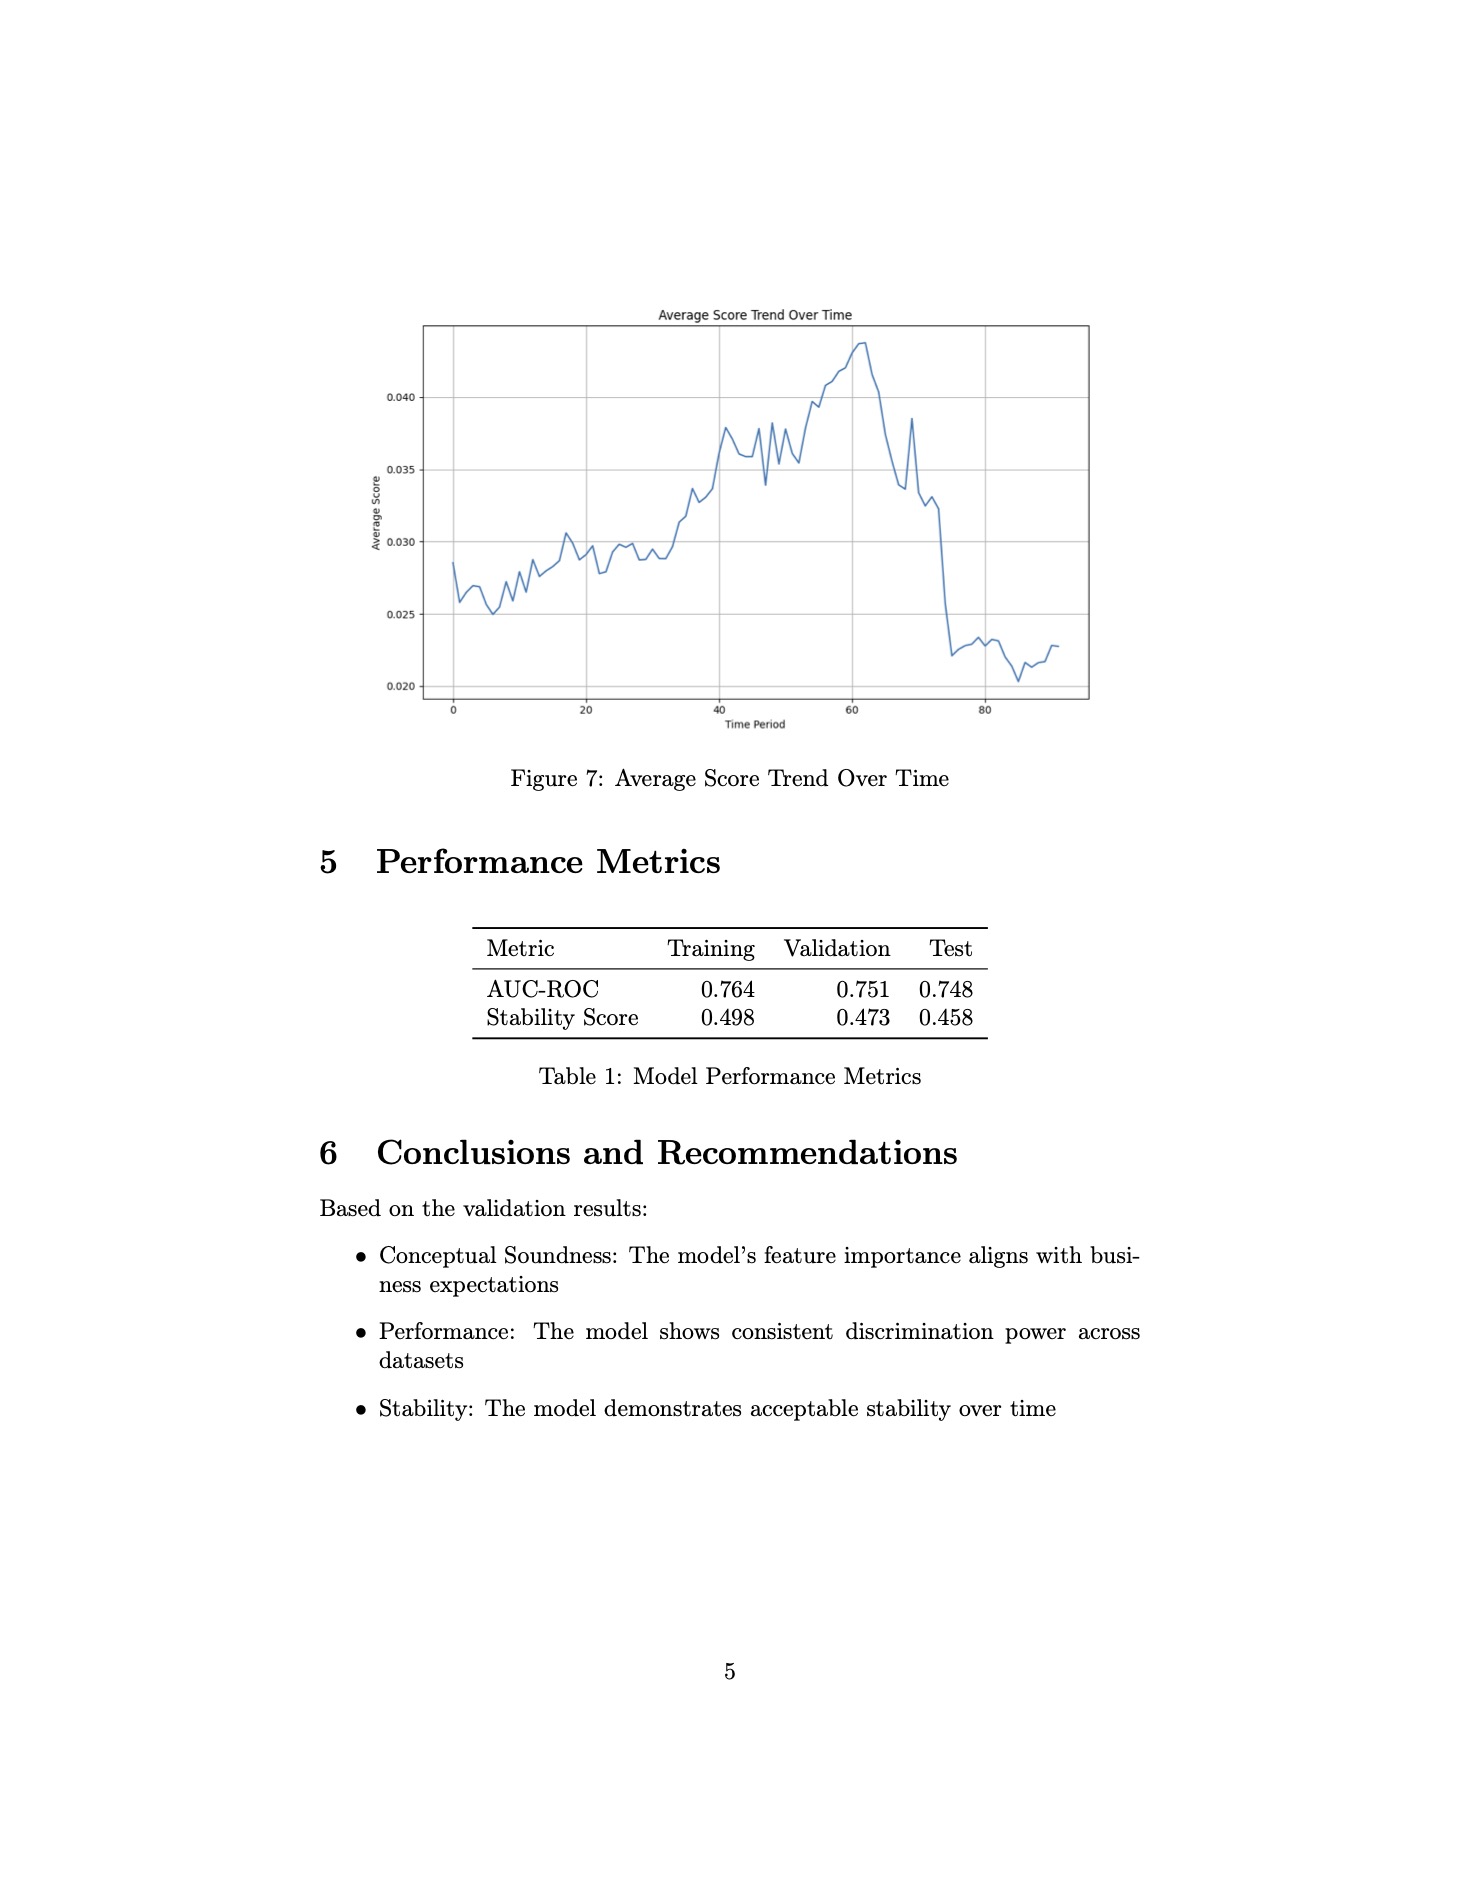 Average Score Trend Over Time
0.040
0.035
0.030
0.025
0.020
Average Score
0 20 40 60 80
Time Period
Figure 7: Average Score Trend Over Time
5 Performance Metrics
Metric Training Validation Test
AUC-ROC 0.764 0.751 0.748
Stability Score 0.498 0.473 0.458
Table 1: Model Performance Metrics
6 Conclusions and Recommendations
Based on the validation results:
• Conceptual Soundness: The model's feature importance aligns with busi-
ness expectations
• Performance: The model shows consistent discrimination power across
datasets
• Stability: The model demonstrates acceptable stability over time
5